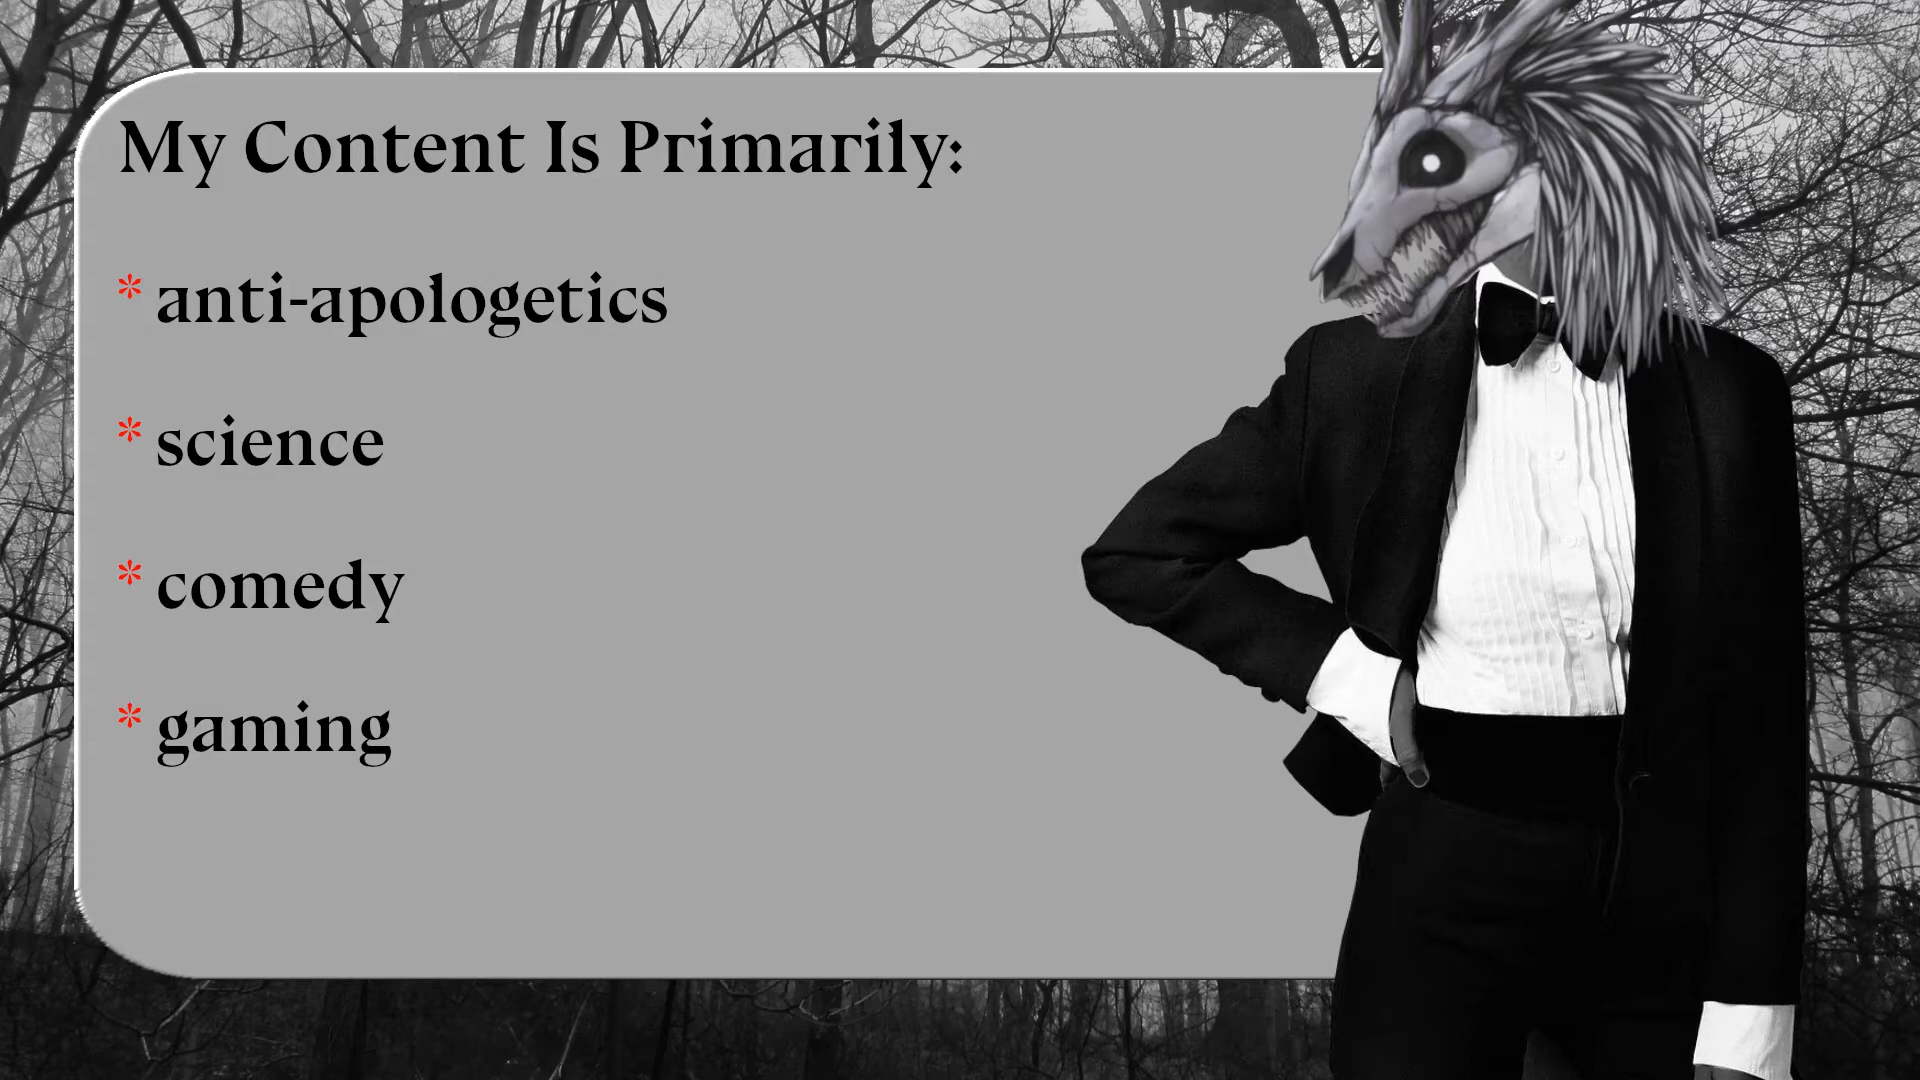 My Content Is Primarily:
* anti-apologetics
* science
* comedy
* gaming